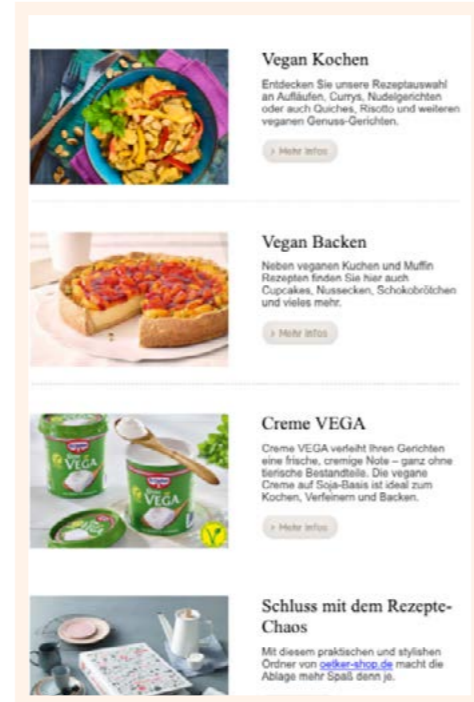 Vegan Kochen
Entdecken Sie unsere Rezeptauswahl
an Aufläufen, Currys, Nudelgerichten
oder auch Quiches, Risotto und weiteren
veganen Genuss-Gerichten.
› Mehr Infos
Vegan Backen
Neben veganen Kuchen und Muffin
Rezepten finden Sie hier auch
Cupcakes, Nussecken, Schokobrötchen
und vieles mehr.
› Mehr Infos
VEGA
VEGA
Creme VEGA
Creme VEGA verleiht Ihren Gerichten
eine frische, cremige Note – ganz ohne
tierische Bestandteile. Die vegane
Creme auf Soja-Basis ist ideal zum
Kochen, Verfeinern und Backen.
› Mehr Infos
Schluss mit dem Rezepte-
Chaos
Mit diesem praktischen und stylishen
Ordner von oetker-shop.de macht die
Ablage mehr Spaß denn je.